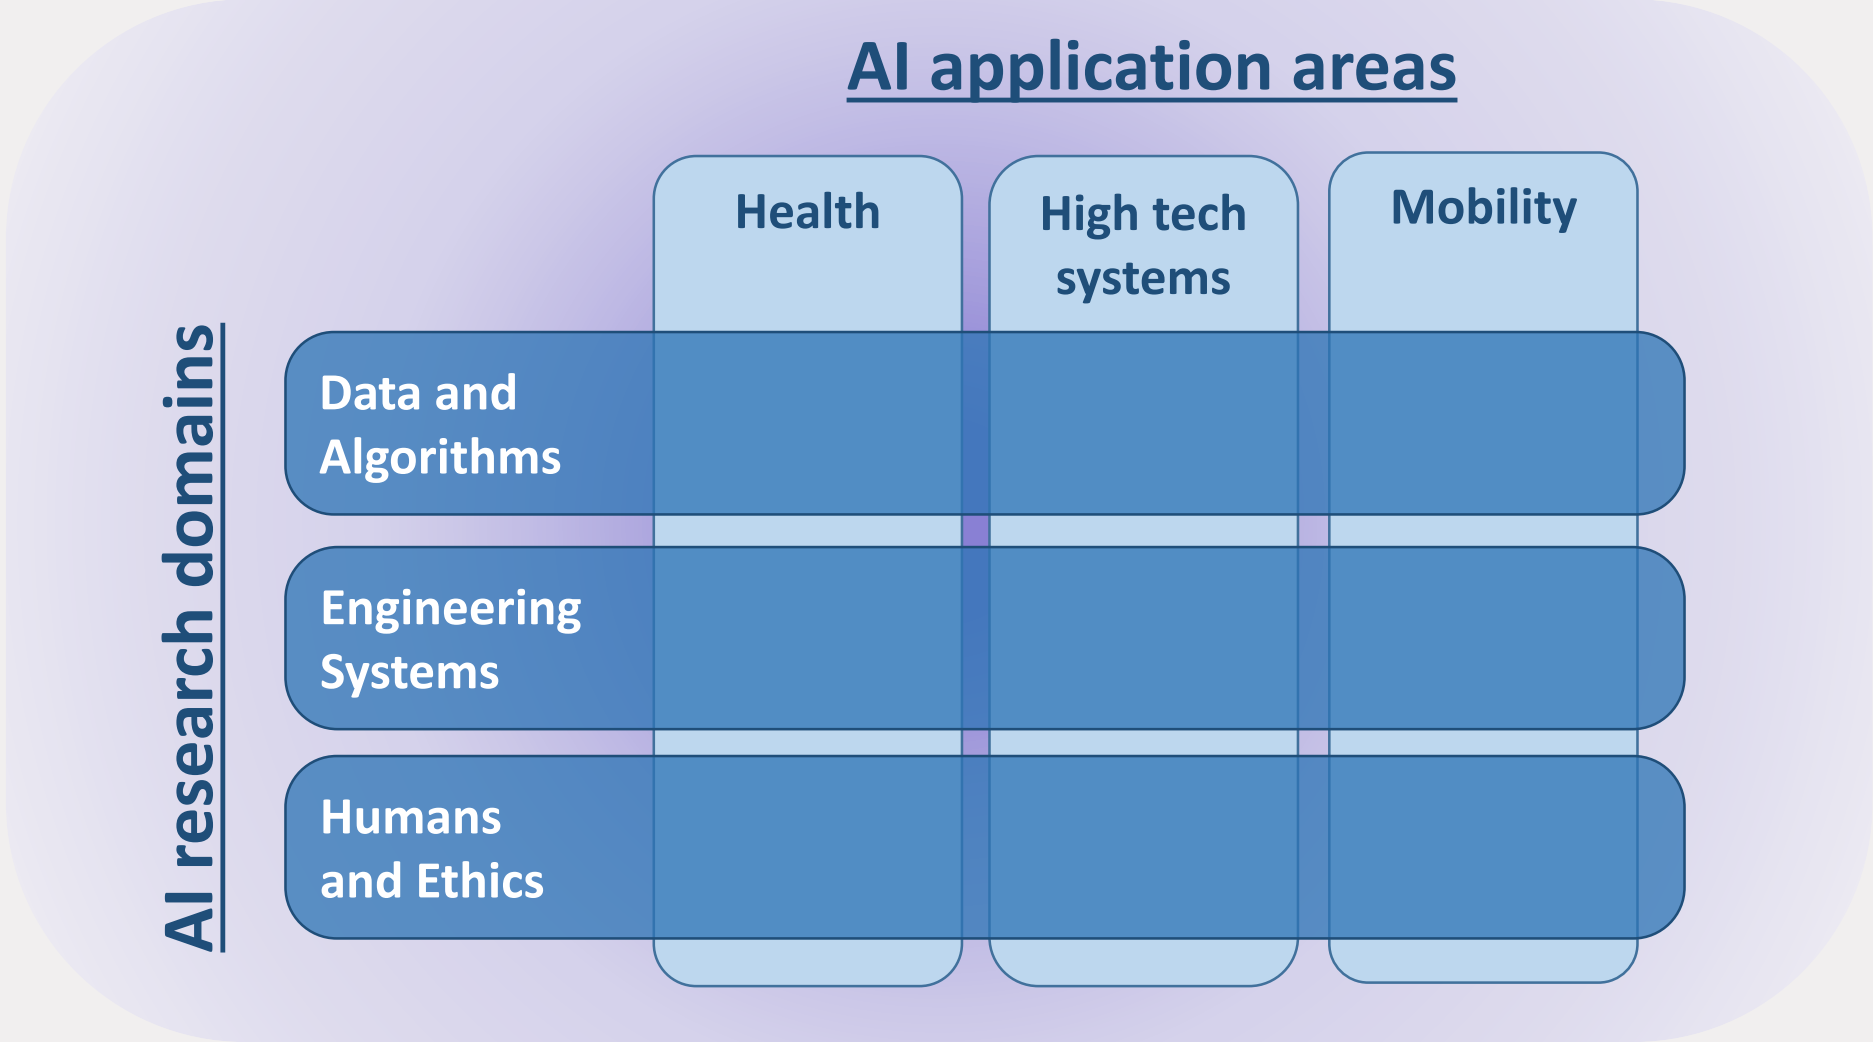 AI application areas
Health
High tech
systems
Mobility
AI research domains
Data and
Algorithms
Engineering
Systems
Humans
and Ethics